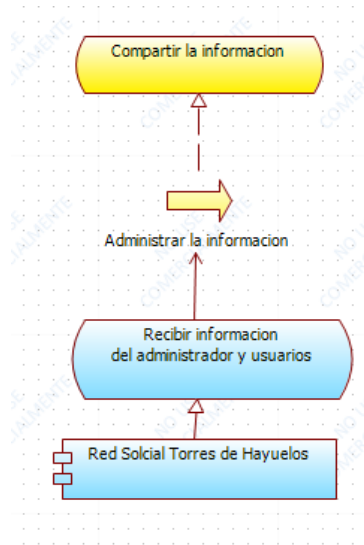 Compartir la informacion
Administrar la informacion
Recibir informacion
del administrador y usuarios
Red Solcial Torres de Hayuelos